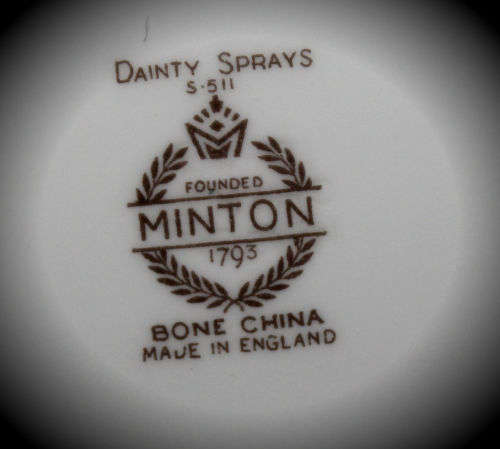 DAINTY SPRAYS
S-511
FOUNDED
MINTON
1793
BONE CHINA
MADE IN ENGLAND